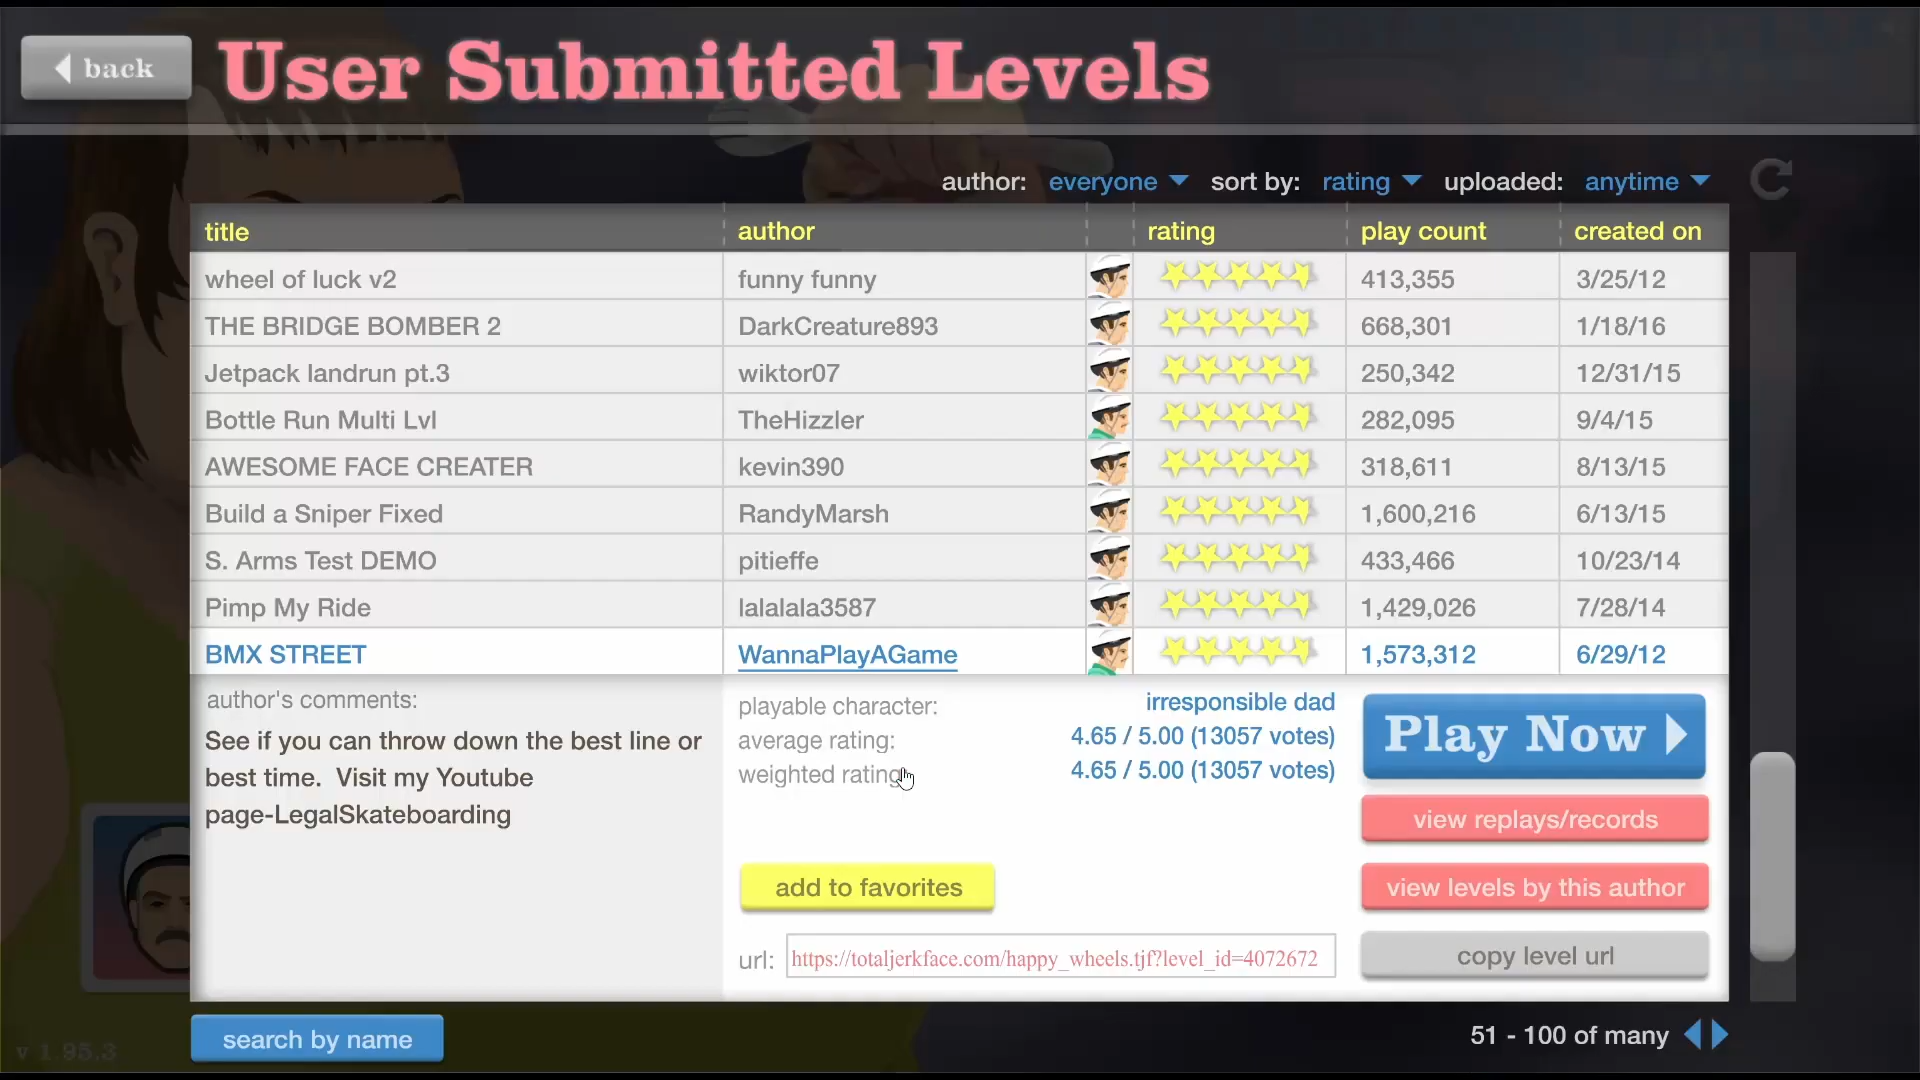 back
User Submitted Levels
author: everyone sort by: rating uploaded: anytime
title author rating play count created on
wheel of luck v2 funny funny 413,355 3/25/12
THE BRIDGE BOMBER 2 DarkCreature893 668,301 1/18/16
Jetpack landrun pt.3 wiktor07 250,342 12/31/15
Bottle Run Multi Lvl TheHizzler 282,095 9/4/15
AWESOME FACE CREATER kevin390 318,611 8/13/15
Build a Sniper Fixed RandyMarsh 1,600,216 6/13/15
S. Arms Test DEMO pitieffe 433,466 10/23/14
Pimp My Ride lalalala3587 1,429,026 7/28/14
BMX STREET WannaPlayAGame 1,573,312 6/29/12
author's comments:
See if you can throw down the best line or
best time.  Visit my Youtube
page-LegalSkateboarding
playable character: irresponsible dad
average rating: 4.65 / 5.00 (13057 votes)
weighted rating 4.65 / 5.00 (13057 votes)
add to favorites
url: https://totaljerkface.com/happy_wheels.tjf?level_id=4072672
Play Now
view replays/records
view levels by this author
copy level url
v 1.95.3
search by name
51 - 100 of many